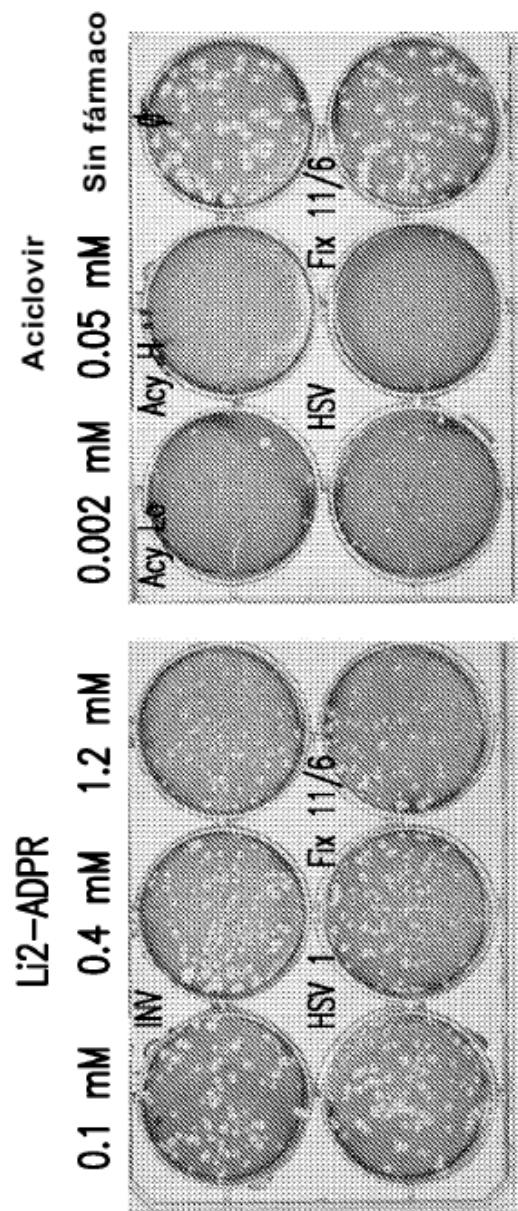 Li2-ADPR
0.1 mM 0.4 mM 1.2 mM
INV
HSV 1 Fix 11/6
Aciclovir
0.002 mM 0.05 mM Sin fármaco
Acy Lo Acy H
HSV Fix 11/6